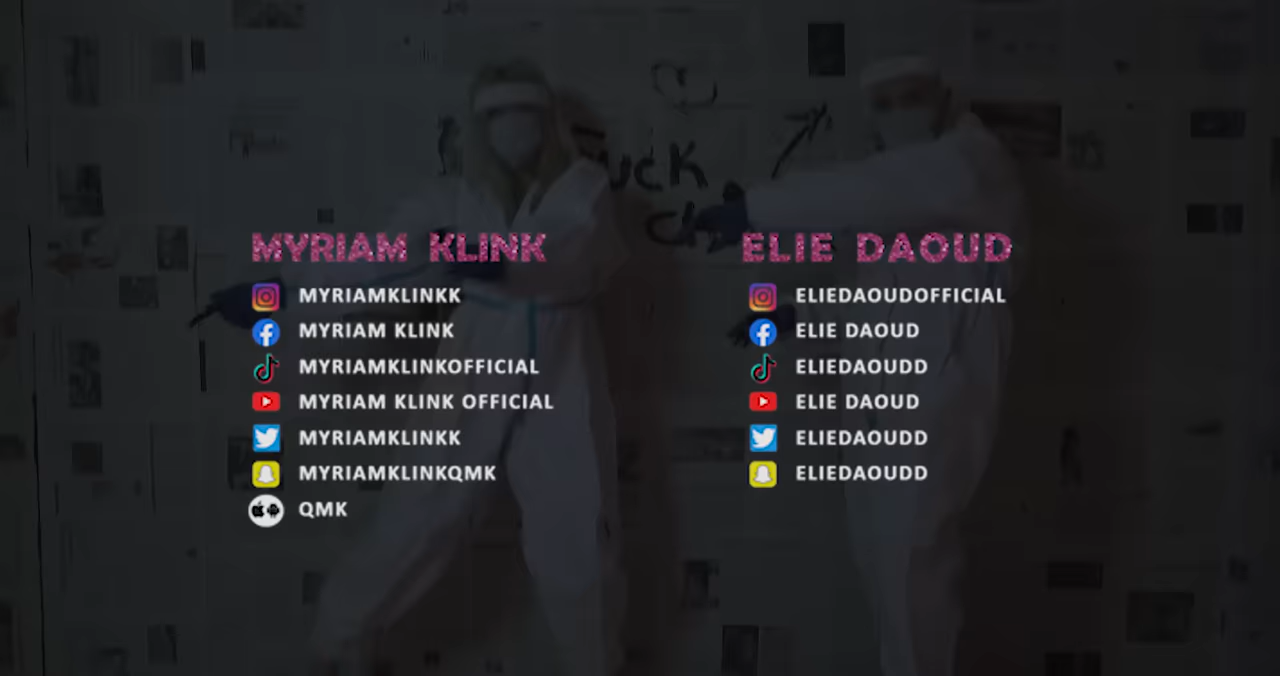 MYRIAM KLINK
MYRIAMKLINKK
MYRIAM KLINK
MYRIAMKLINKOFFICIAL
MYRIAM KLINK OFFICIAL
MYRIAMKLINKK
MYRIAMKLINKQMK
QMK
ELIE DAOUD
ELIEDAOUDOFFICIAL
ELIE DAOUD
ELIEDAOUDD
ELIE DAOUD
ELIEDAOUDD
ELIEDAOUDD